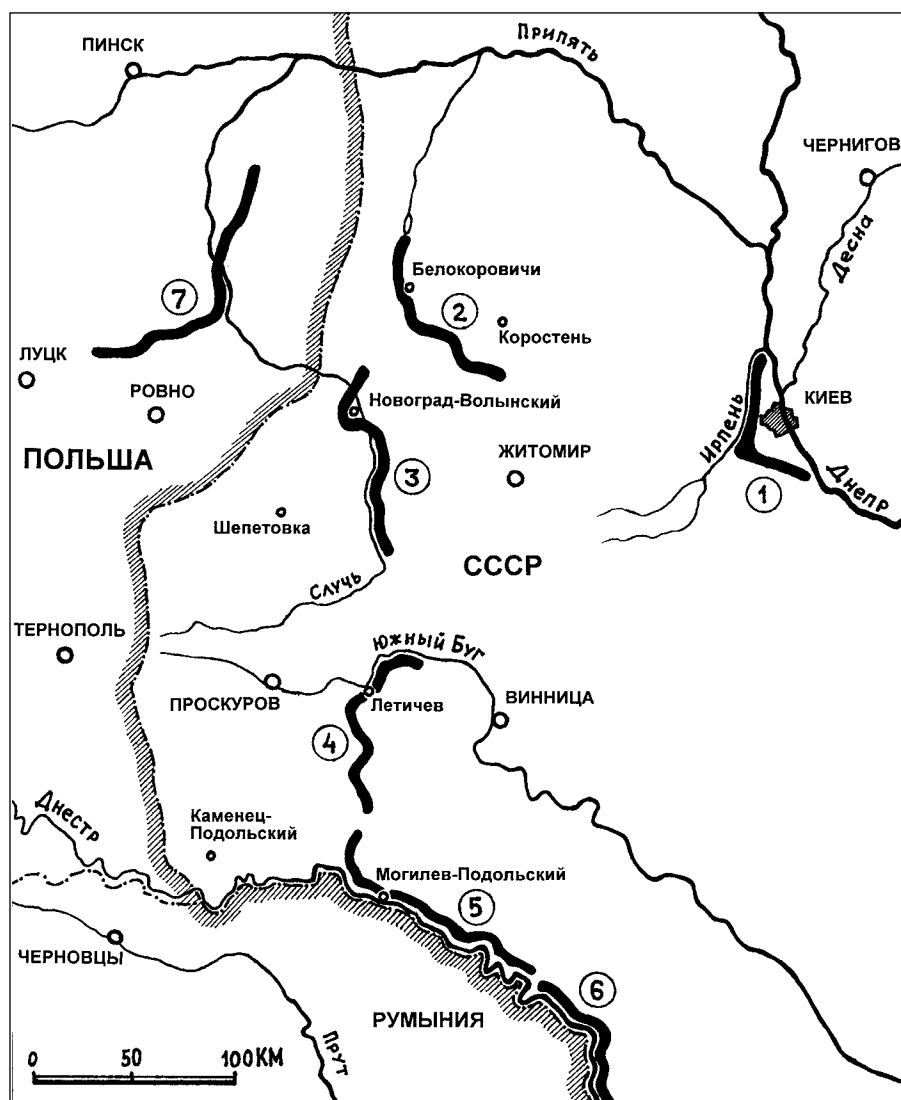 ПИНСК
Припять
ЧЕРНИГОВ
Десна
Белокоровичи
7
2
Коростень
ЛУЦК
РОВНО
Новоград-Волынский
КИЕВ
Ирпень
ПОЛЬША
ЖИТОМИР
3
1
Днепр
Шепетовка
СССР
Случь
ТЕРНОПОЛЬ
Южный Буг
ПРОСКУРОВ
Летичев
ВИННИЦА
4
Днестр
Каменец-
Подольский
Могилев-Подольский
5
ЧЕРНОВЦЫ
6
РУМЫНИЯ
Прут
0 50 100 КМ